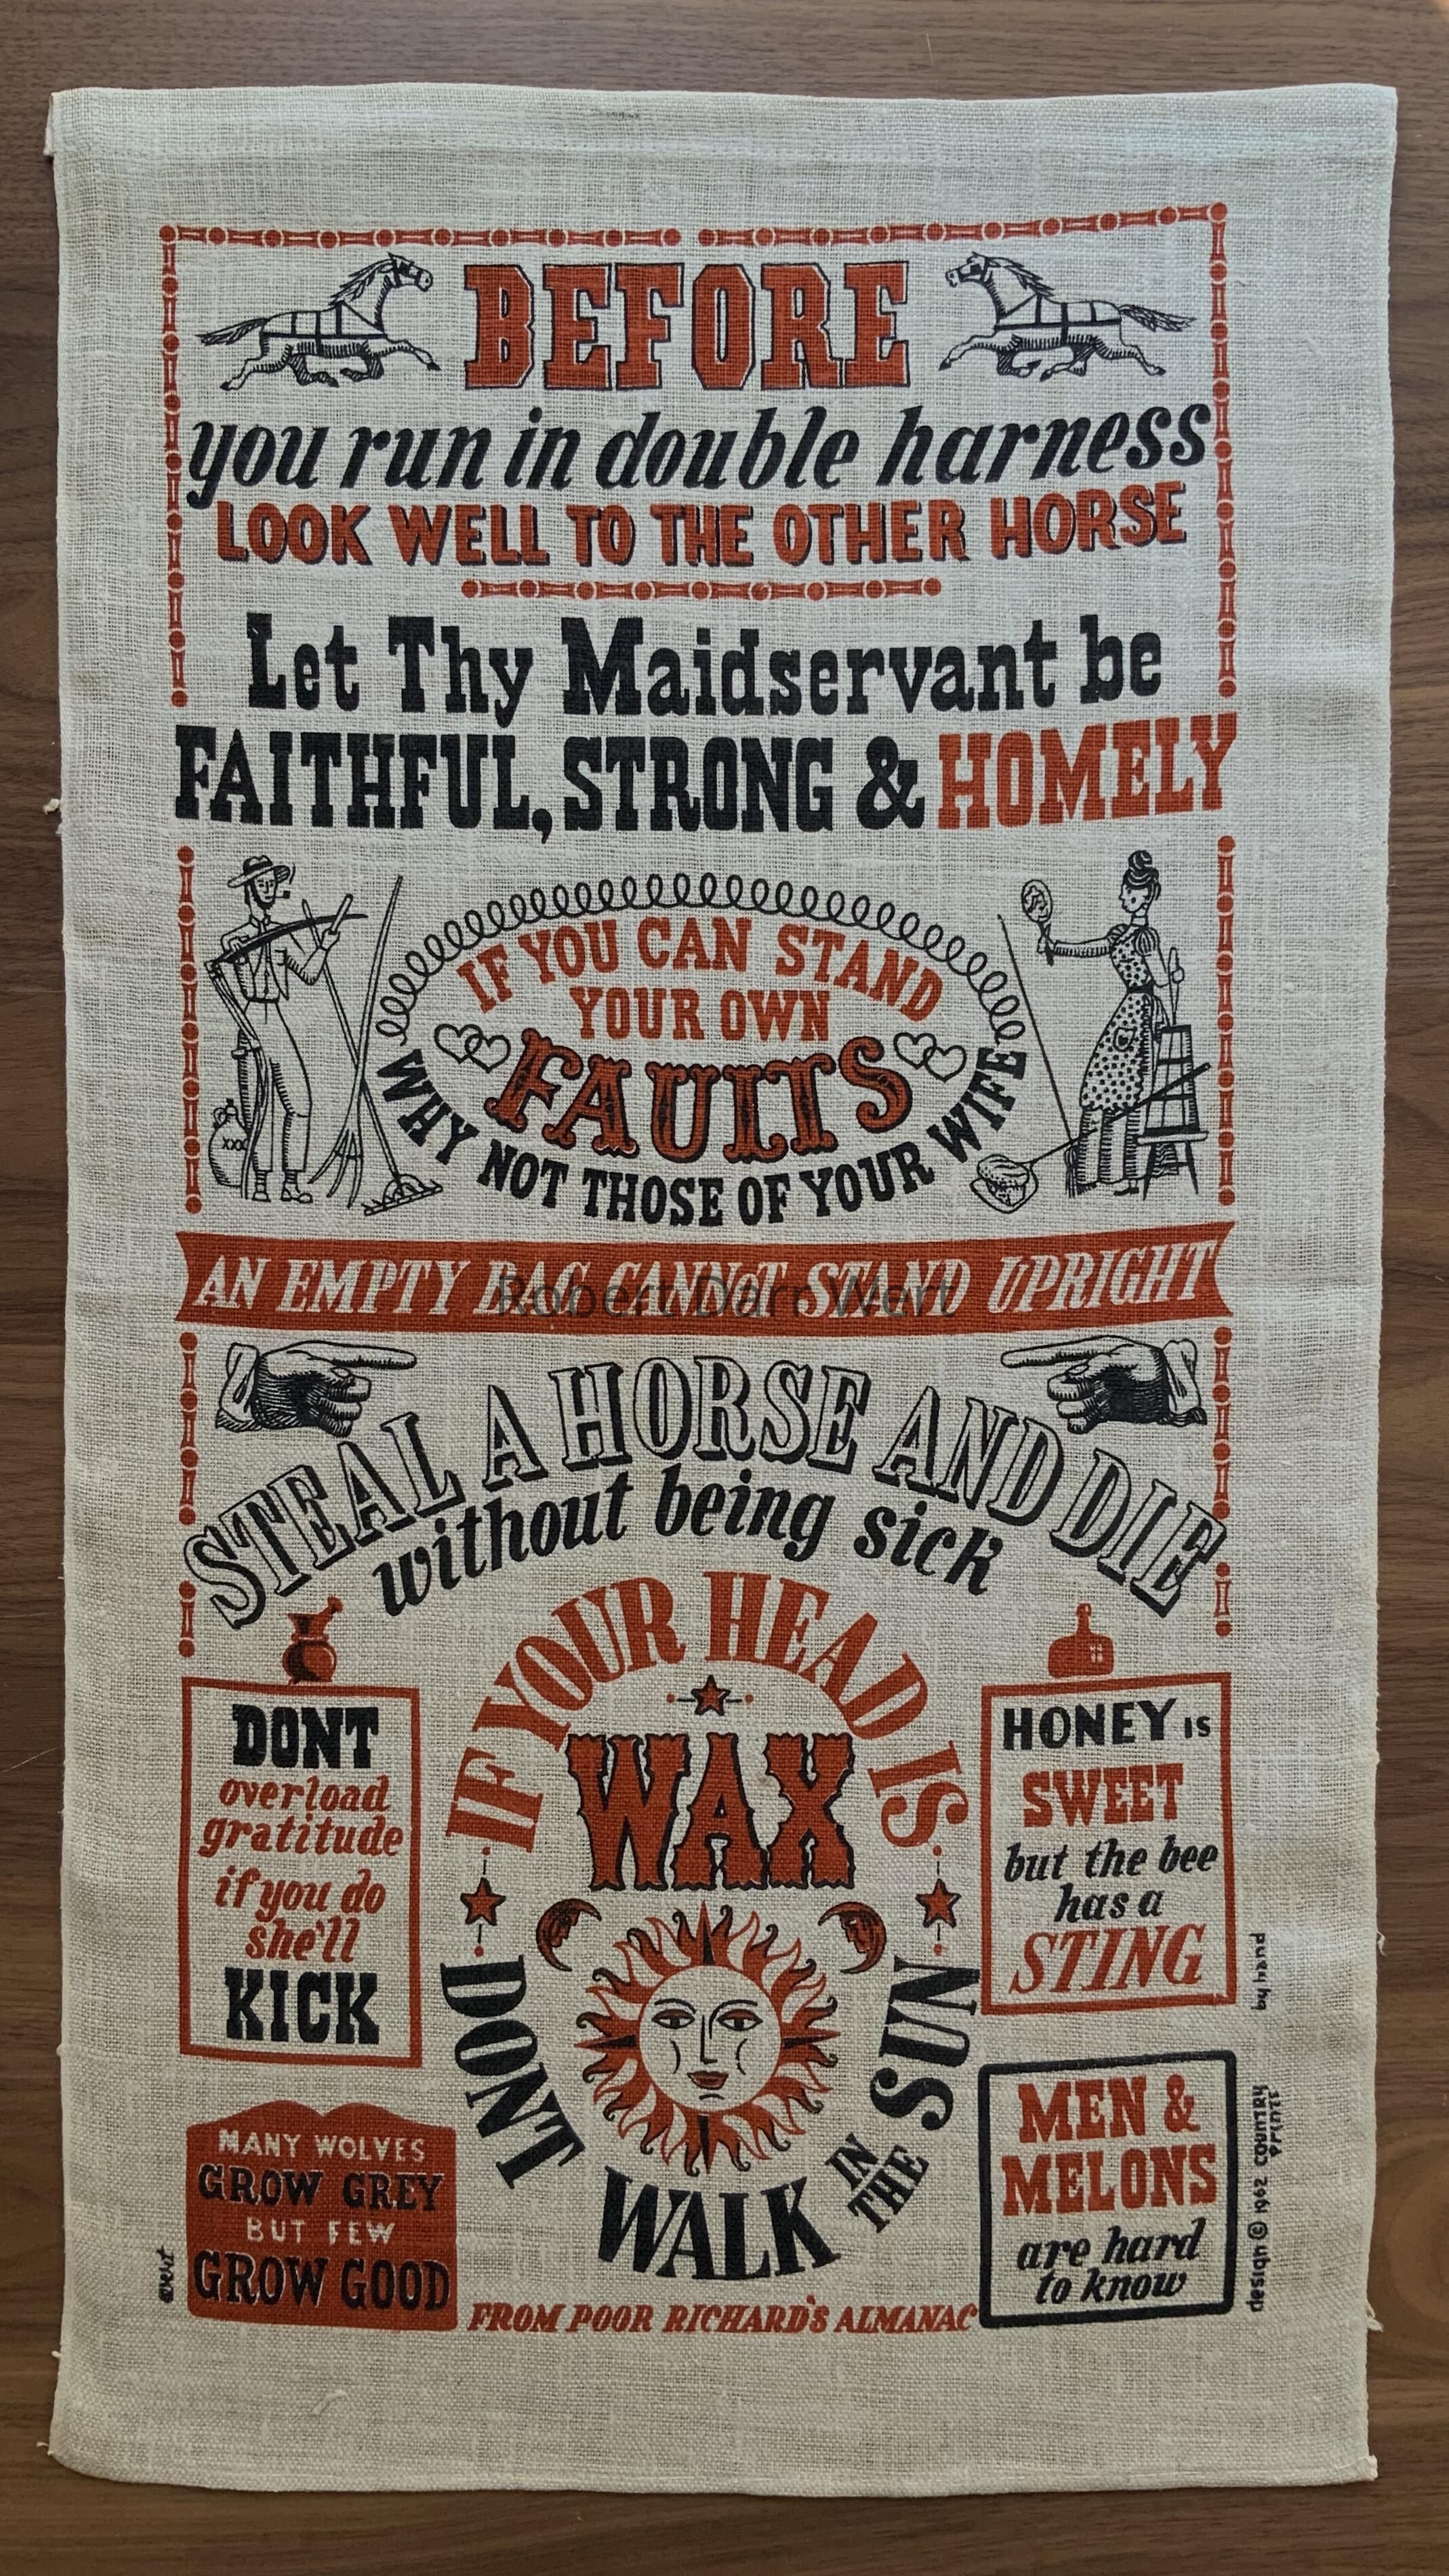 BEFORE
you run in double harness
LOOK WELL TO THE OTHER HORSE
Let Thy Maidservant be
FAITHFUL, STRONG & HOMELY
IF YOU CAN STAND
YOUR OWN
FAULTS
WHY NOT THOSE OF YOUR WIFE
XXX
AN EMPTY BAG CANNOT STAND UPRIGHT
Robert Darr Wert
STEAL A HORSE AND DIE
without being sick
IF YOUR HEAD IS
WAX
DONT
WALK
IN
THE
SUN
DONT
overload
gratitude
if you do
she'll
KICK
HONEY IS
SWEET
but the bee
has a
STING
MANY WOLVES
GROW GREY
BUT FEW
GROW GOOD
MEN &
MELONS
are hard
to know
FROM POOR RICHARD'S ALMANAC
evert
design © 1962 COUNTRY
PRINTS
by hand